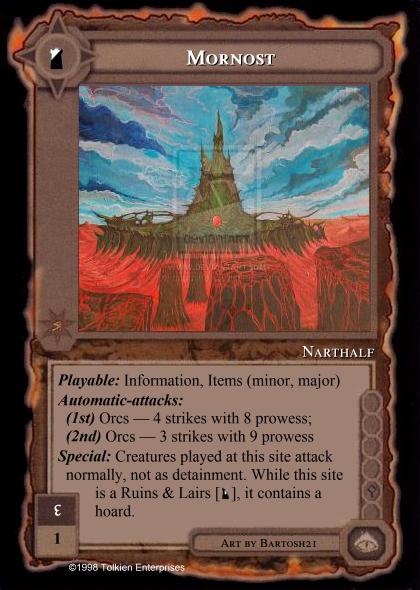 Mornost
deviantART
Narthalf
Playable: Information, Items (minor, major)
Automatic-attacks:
(1st) Orcs — 4 strikes with 8 prowess;
(2nd) Orcs — 3 strikes with 9 prowess
Special: Creatures played at this site attack
normally, not as detainment. While this site
is a Ruins & Lairs [], it contains a
hoard.
ε
1
Art by Bartosh21
©1998 Tolkien Enterprises